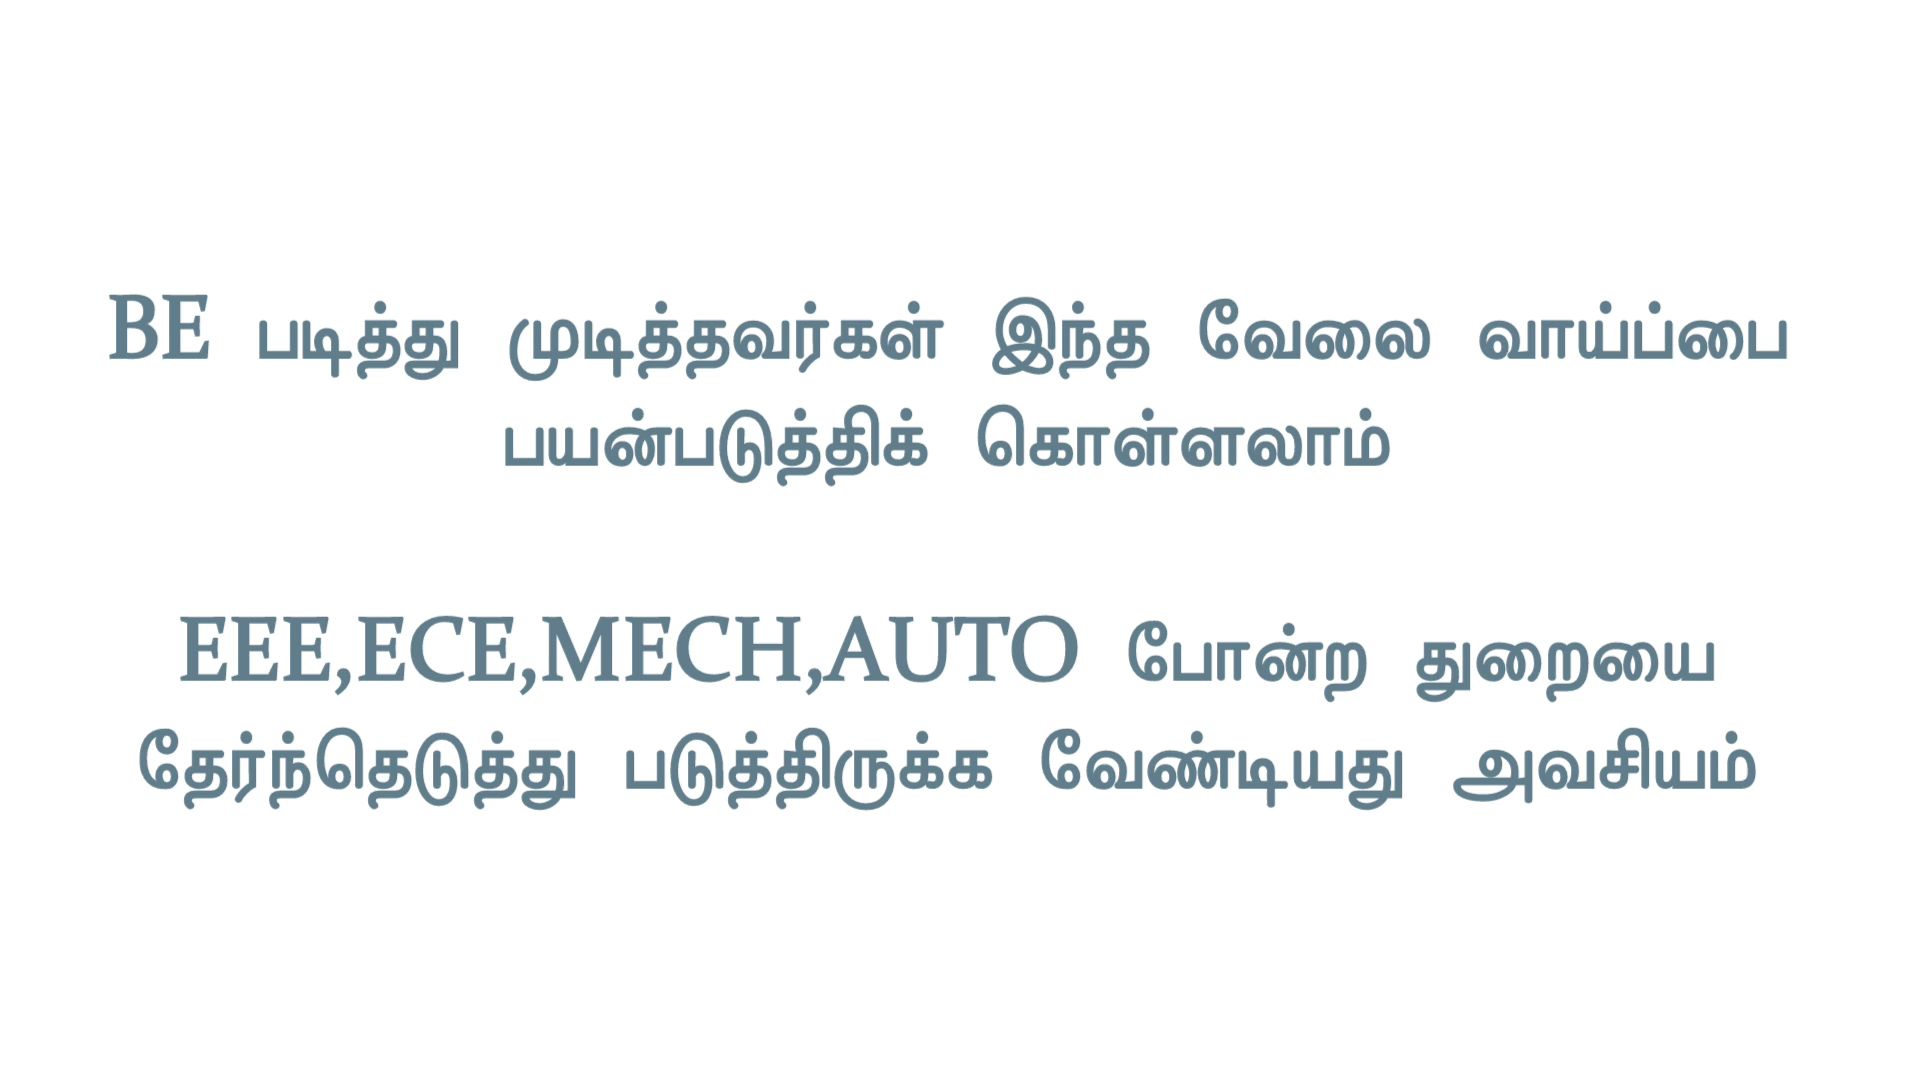 BE படித்து முடித்தவர்கள் இந்த வேலை வாய்ப்பை
பயன்படுத்திக் கொள்ளலாம்
EEE,ECE,MECH,AUTO போன்ற துறையை
தேர்ந்தெடுத்து படுத்திருக்க வேண்டியது அவசியம்